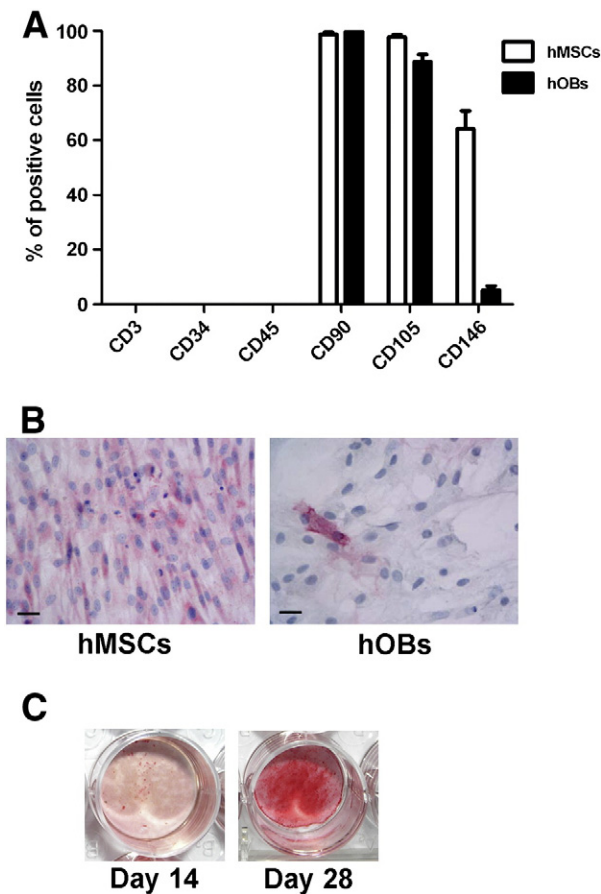 A
% of positive cells
100
80
60
40
20
0
hMSCs
hOBs
CD3
CD34
CD45
CD90
CD105
CD146
B
hMSCs
hOBs
C
Day 14
Day 28